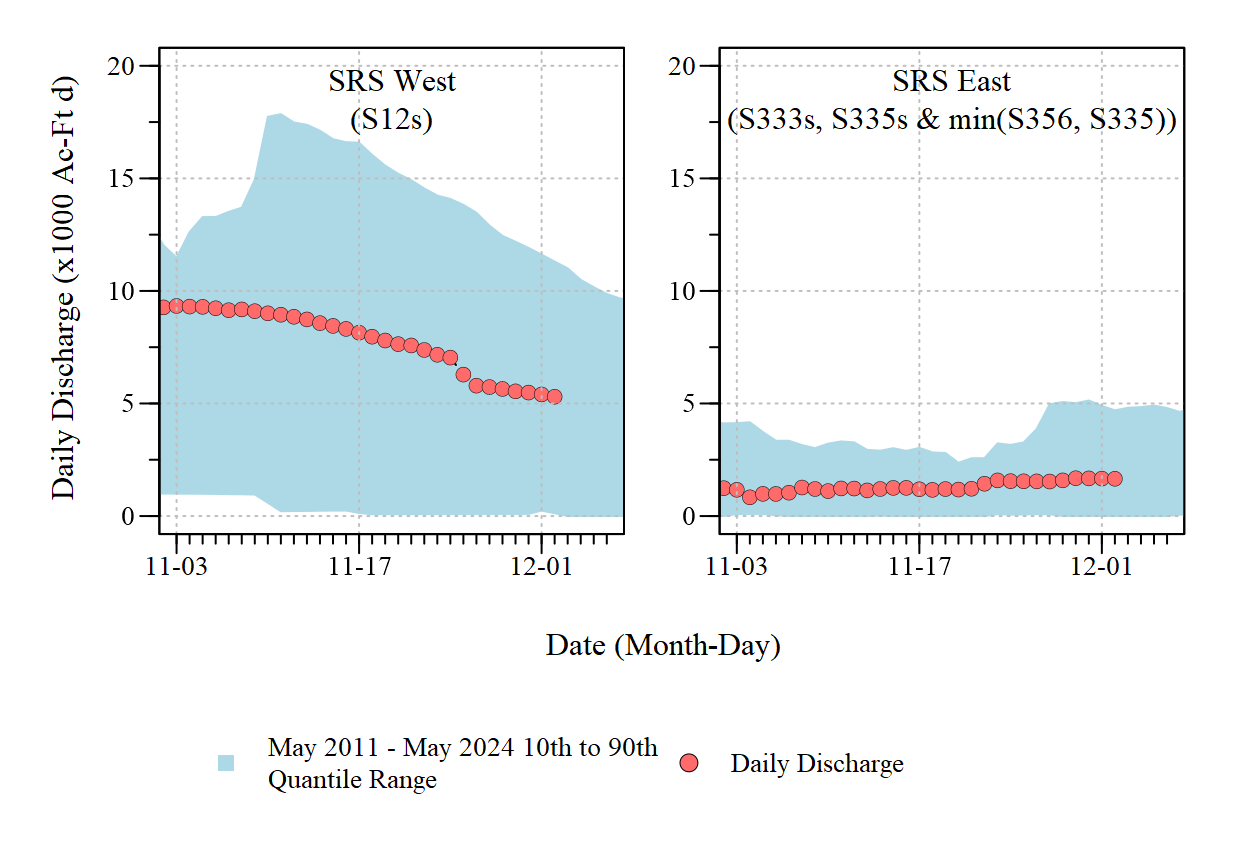 Daily Discharge (x1000 Ac-Ft d)
20
15
10
5
0
SRS West
(S12s)
11-03
11-17
12-01
20
15
10
5
0
SRS East
(S333s, S335s & min(S356, S335))
11-03
11-17
12-01
Date (Month-Day)
May 2011 - May 2024 10th to 90th
Quantile Range
Daily Discharge